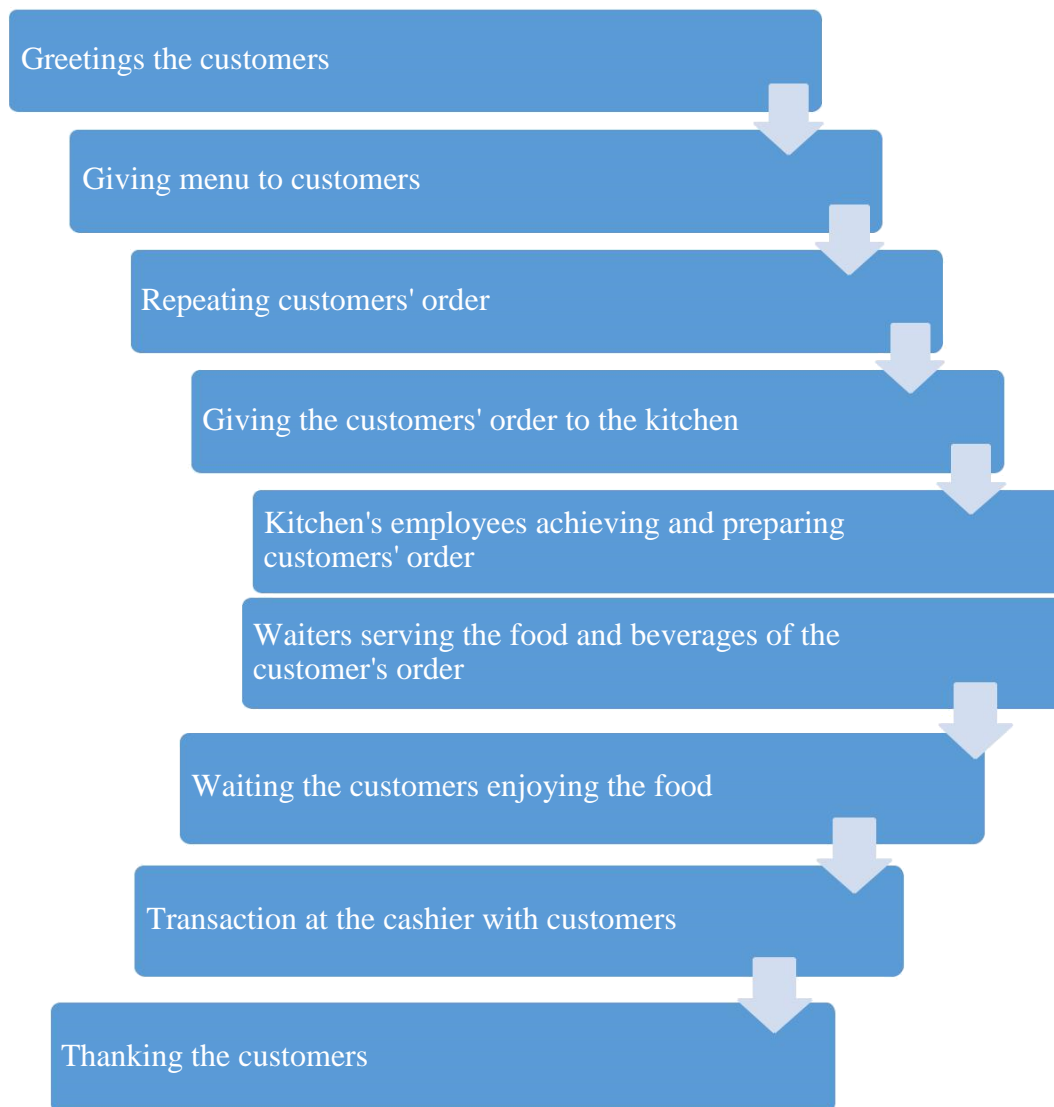 Greetings the customers
Giving menu to customers
Repeating customers' order
Giving the customers' order to the kitchen
Kitchen's employees achieving and preparing
customers' order
Waiters serving the food and beverages of the
customer's order
Waiting the customers enjoying the food
Transaction at the cashier with customers
Thanking the customers